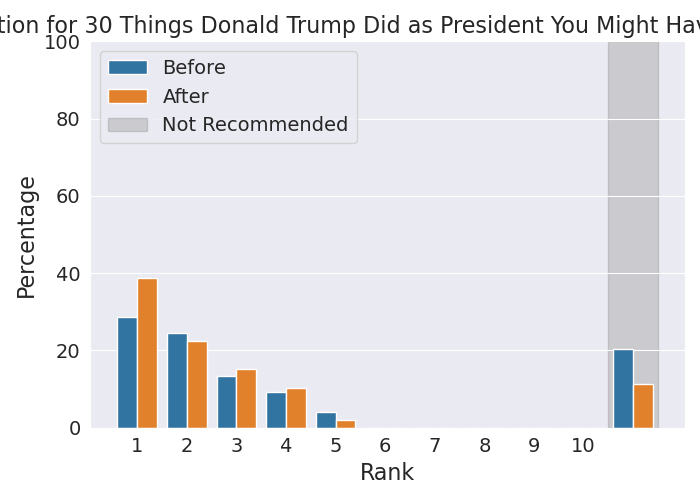 tion for 30 Things Donald Trump Did as President You Might Hav
100
80
60
40
20
0
Percentage
Before
After
Not Recommended
1 2 3 4 5 6 7 8 9 10
Rank